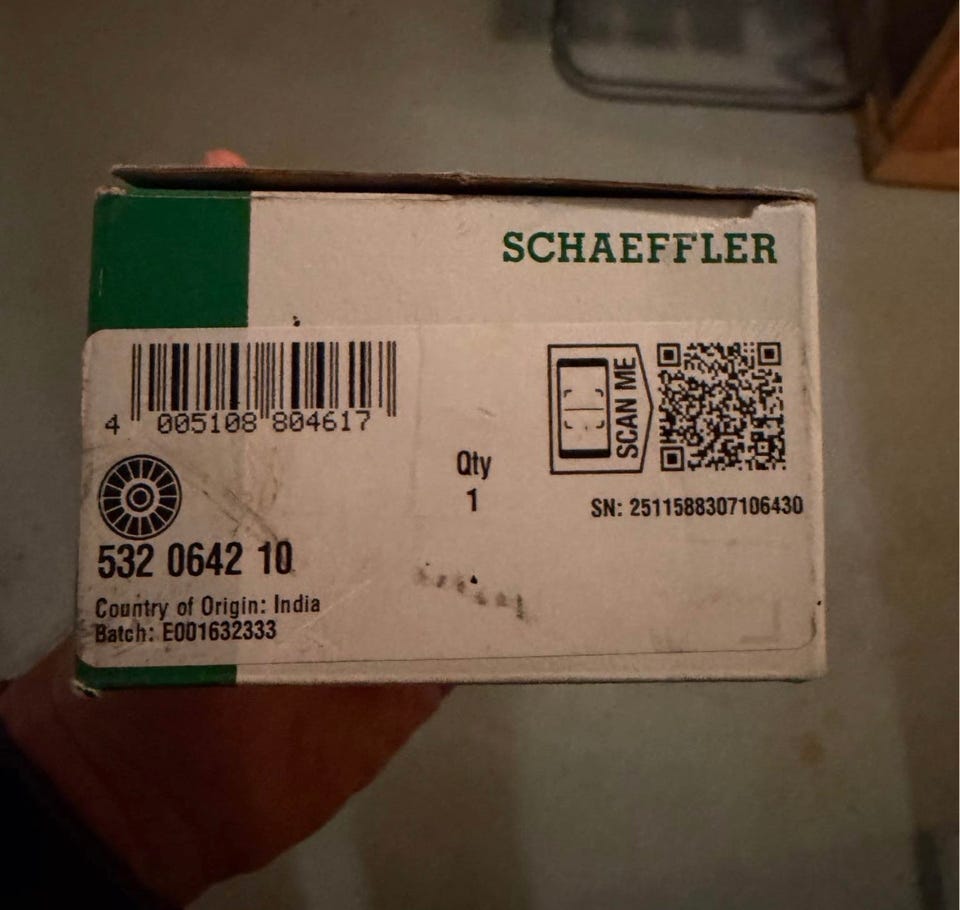 SCHAEFFLER
4 005108 804617
SCAN ME
Qty
1
SN: 2511588307106430
532 0642 10
Country of Origin: India
Batch: E001632333